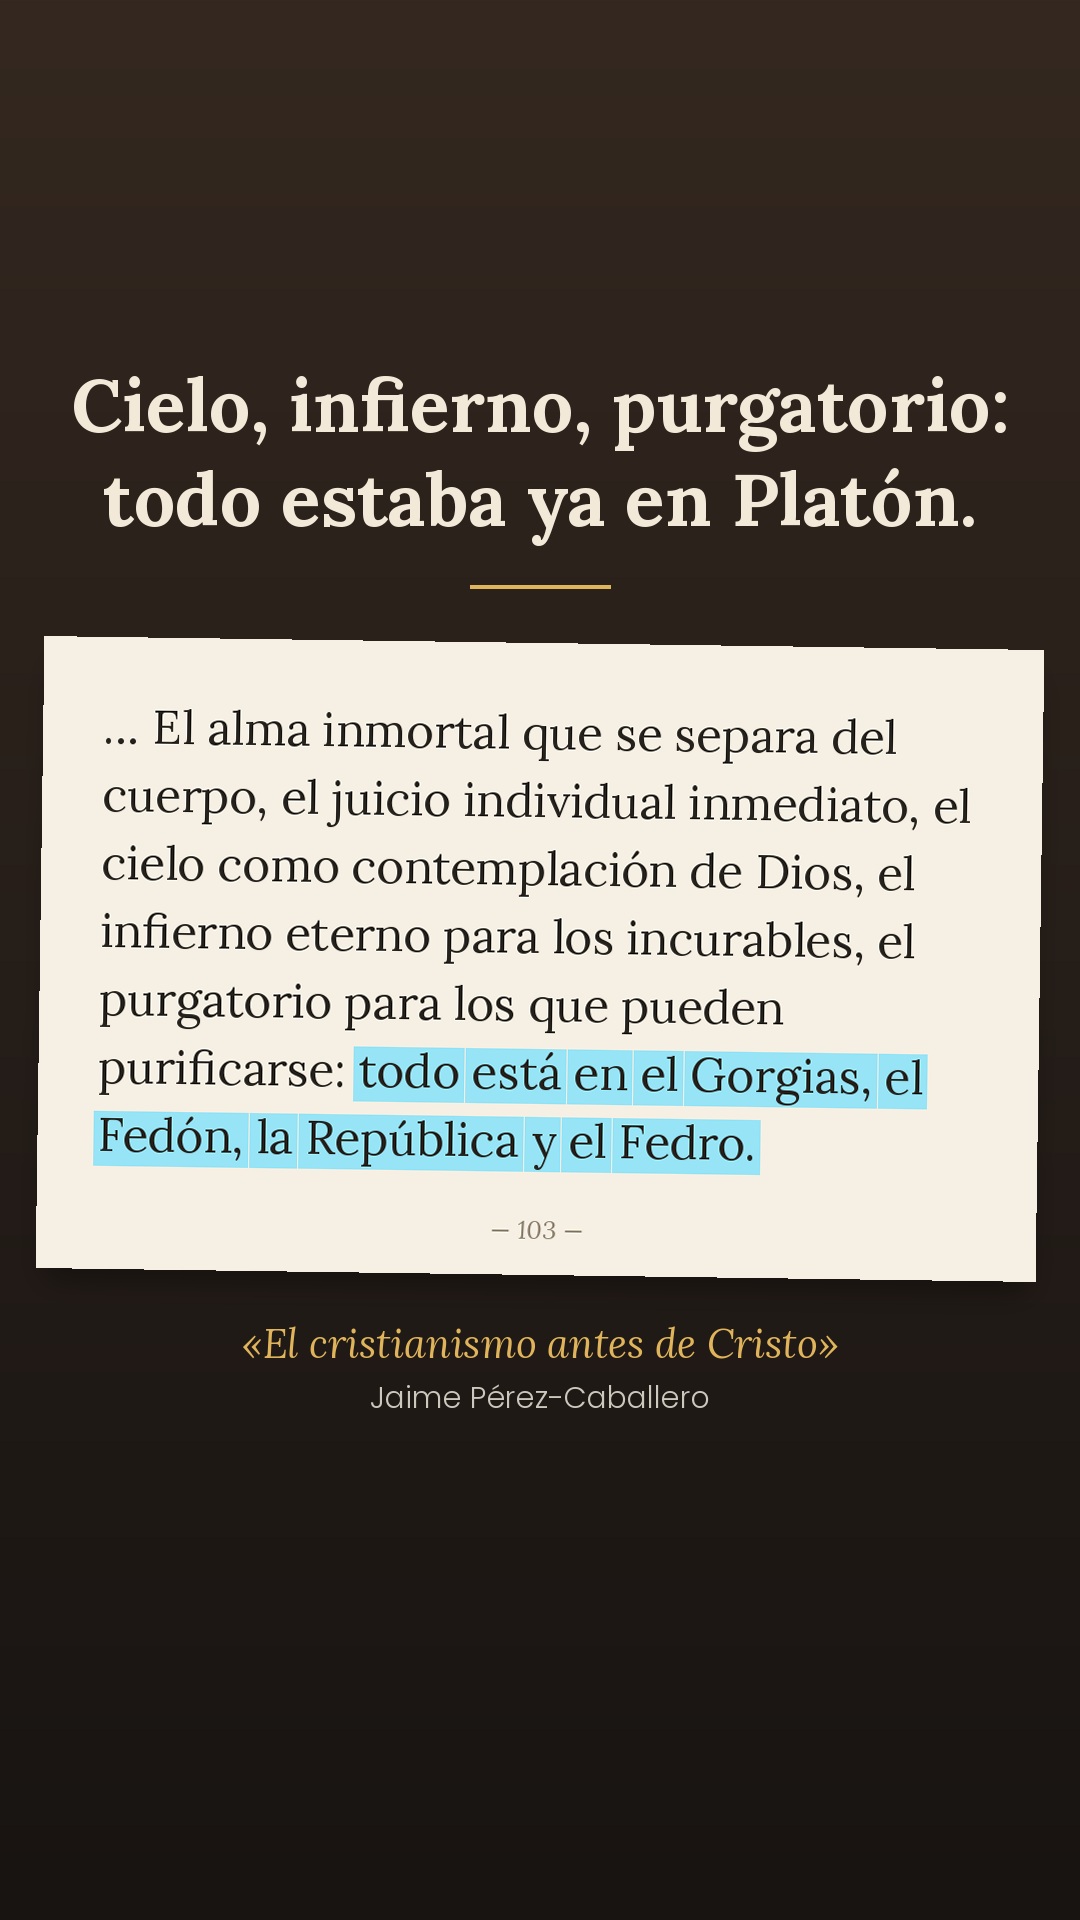 Cielo, infierno, purgatorio:
todo estaba ya en Platón.
... El alma inmortal que se separa del
cuerpo, el juicio individual inmediato, el
cielo como contemplación de Dios, el
infierno eterno para los incurables, el
purgatorio para los que pueden
purificarse: todo está en el Gorgias, el
Fedón, la República y el Fedro.
— 103 —
«El cristianismo antes de Cristo»
Jaime Pérez-Caballero